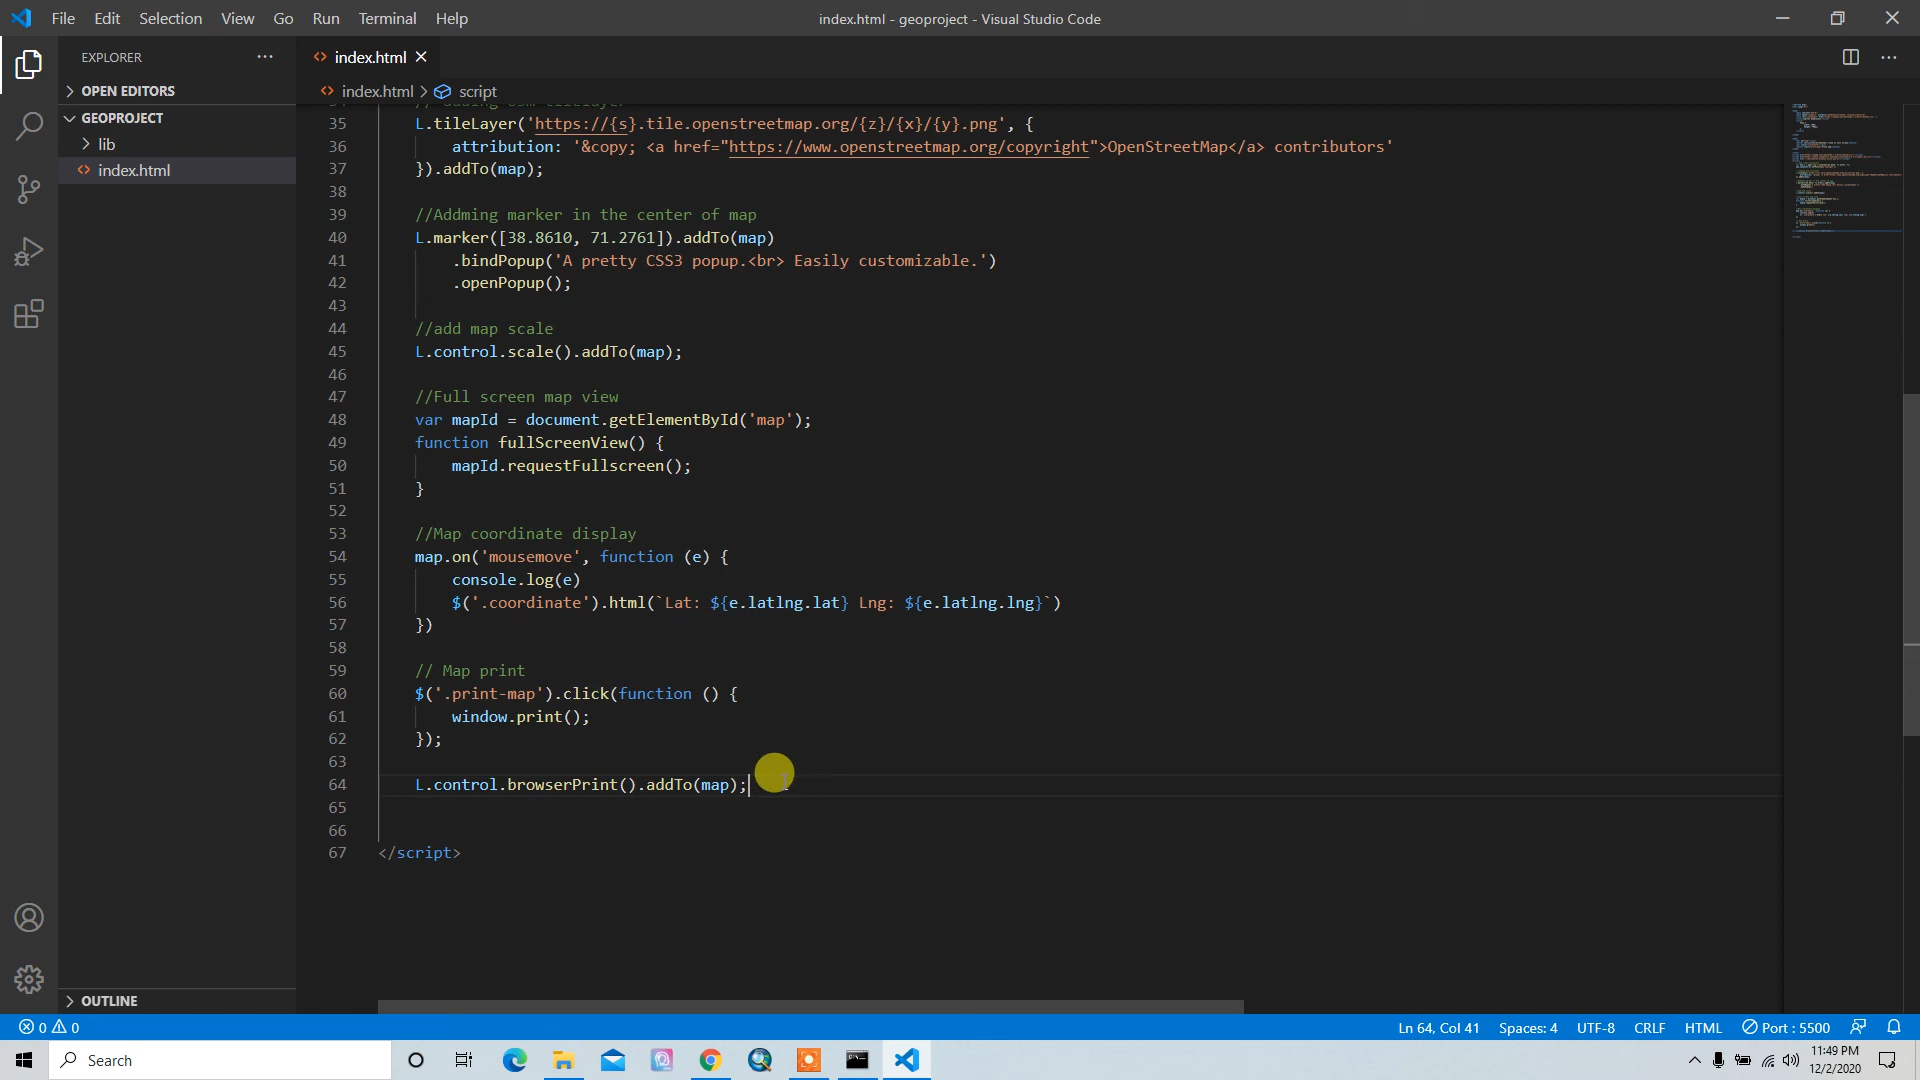 File Edit Selection View Go Run Terminal Help
index.html - geoproject - Visual Studio Code
EXPLORER
OPEN EDITORS
GEOPROJECT
lib
index.html
index.html
index.html > script
35 L.tileLayer('https://{s}.tile.openstreetmap.org/{z}/{x}/{y}.png', {
36 attribution: '&copy; <a href="https://www.openstreetmap.org/copyright">OpenStreetMap</a> contributors'
37 }).addTo(map);
38
39 //Addming marker in the center of map
40 L.marker([38.8610, 71.2761]).addTo(map)
41 .bindPopup('A pretty CSS3 popup.<br> Easily customizable.')
42 .openPopup();
43
44 //add map scale
45 L.control.scale().addTo(map);
46
47 //Full screen map view
48 var mapId = document.getElementById('map');
49 function fullScreenView() {
50 mapId.requestFullscreen();
51 }
52
53 //Map coordinate display
54 map.on('mousemove', function (e) {
55 console.log(e)
56 $('.coordinate').html(`Lat: ${e.latlng.lat} Lng: ${e.latlng.lng}`)
57 })
58
59 // Map print
60 $('.print-map').click(function () {
61 window.print();
62 });
63
64 L.control.browserPrint().addTo(map);
65
66
67 </script>
OUTLINE
0 0
Ln 64, Col 41 Spaces: 4 UTF-8 CRLF HTML Port : 5500
Search
11:49 PM
12/2/2020